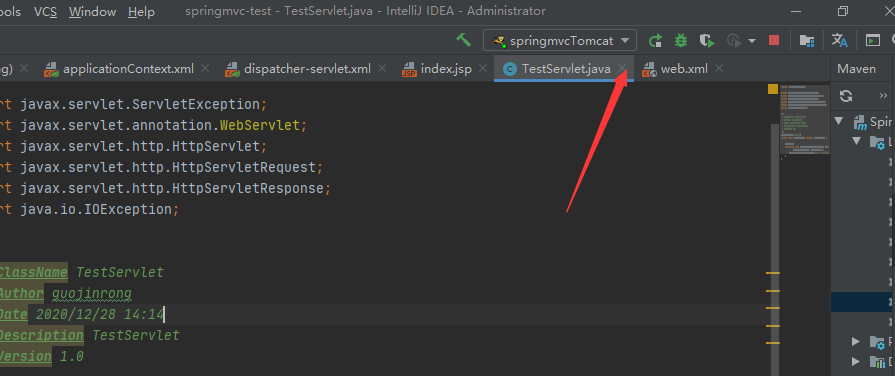 ools VCS Window Help springmvc-test - TestServlet.java - IntelliJ IDEA - Administrator
springmvcTomcat
ng) applicationContext.xml dispatcher-servlet.xml index.jsp TestServlet.java web.xml Maven
rt javax.servlet.ServletException;
rt javax.servlet.annotation.WebServlet;
rt javax.servlet.http.HttpServlet;
rt javax.servlet.http.HttpServletRequest;
rt javax.servlet.http.HttpServletResponse;
rt java.io.IOException;
ClassName TestServlet
Author guojinrong
Date 2020/12/28 14:14
Description TestServlet
Version 1.0
Spi